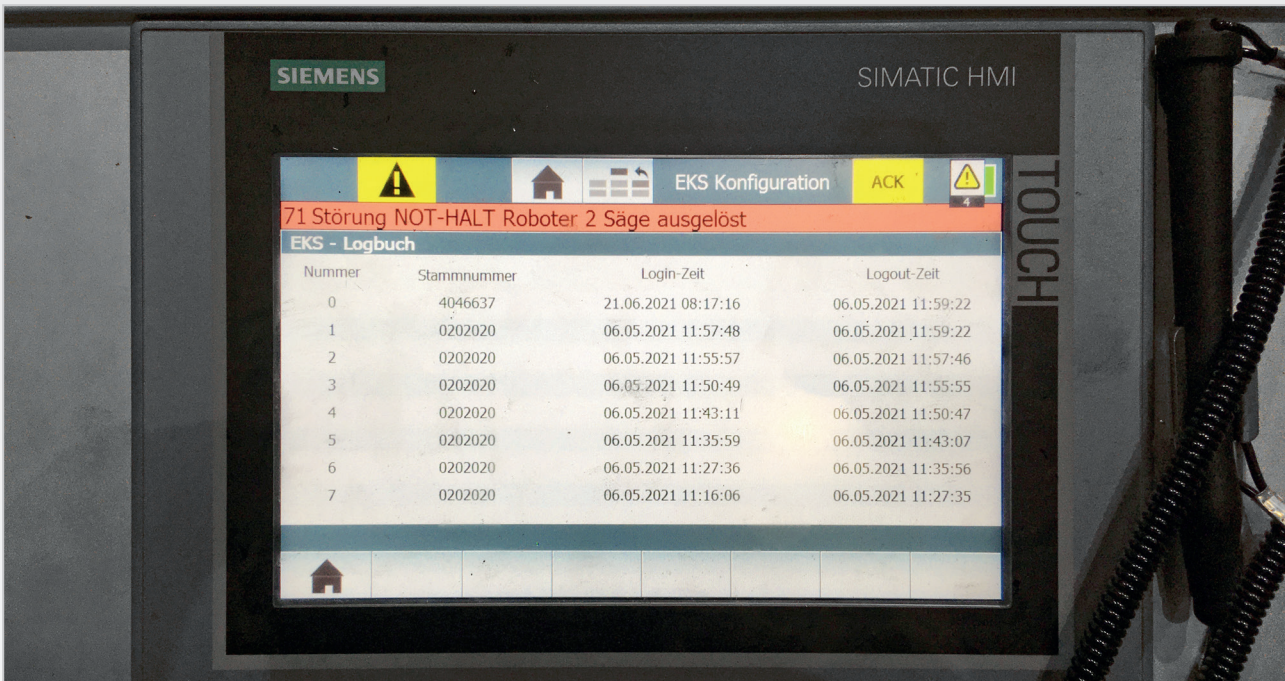 SIEMENS
SIMATIC HMI
TOUCH
EKS Konfiguration ACK 4
71 Störung NOT-HALT Roboter 2 Säge ausgelöst
EKS - Logbuch
Nummer Stammnummer Login-Zeit Logout-Zeit
0 4046637 21.06.2021 08:17:16 06.05.2021 11:59:22
1 0202020 06.05.2021 11:57:48 06.05.2021 11:59:22
2 0202020 06.05.2021 11:55:57 06.05.2021 11:57:46
3 0202020 06.05.2021 11:50:49 06.05.2021 11:55:55
4 0202020 06.05.2021 11:43:11 06.05.2021 11:50:47
5 0202020 06.05.2021 11:35:59 06.05.2021 11:43:07
6 0202020 06.05.2021 11:27:36 06.05.2021 11:35:56
7 0202020 06.05.2021 11:16:06 06.05.2021 11:27:35